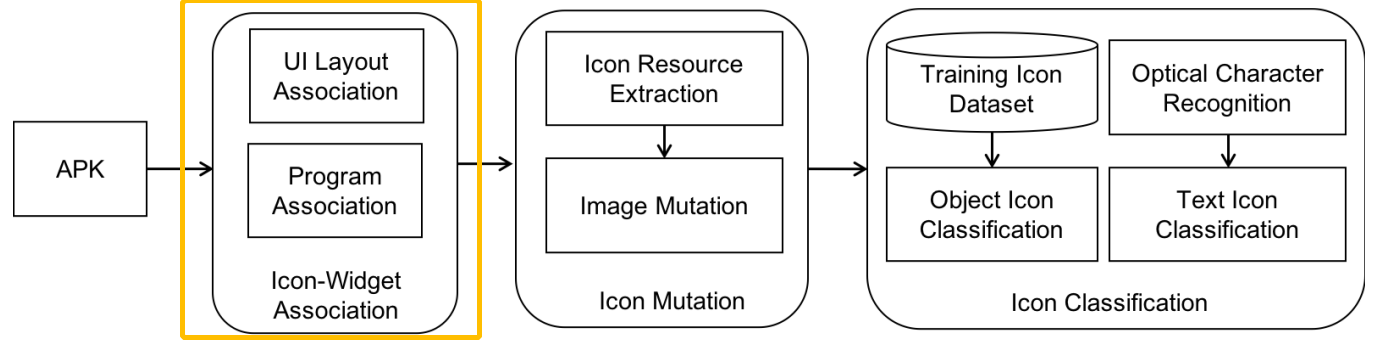 APK
UI Layout
Association
Program
Association
Icon-Widget
Association
Icon Resource
Extraction
Image Mutation
Icon Mutation
Training Icon
Dataset
Object Icon
Classification
Optical Character
Recognition
Text Icon
Classification
Icon Classification